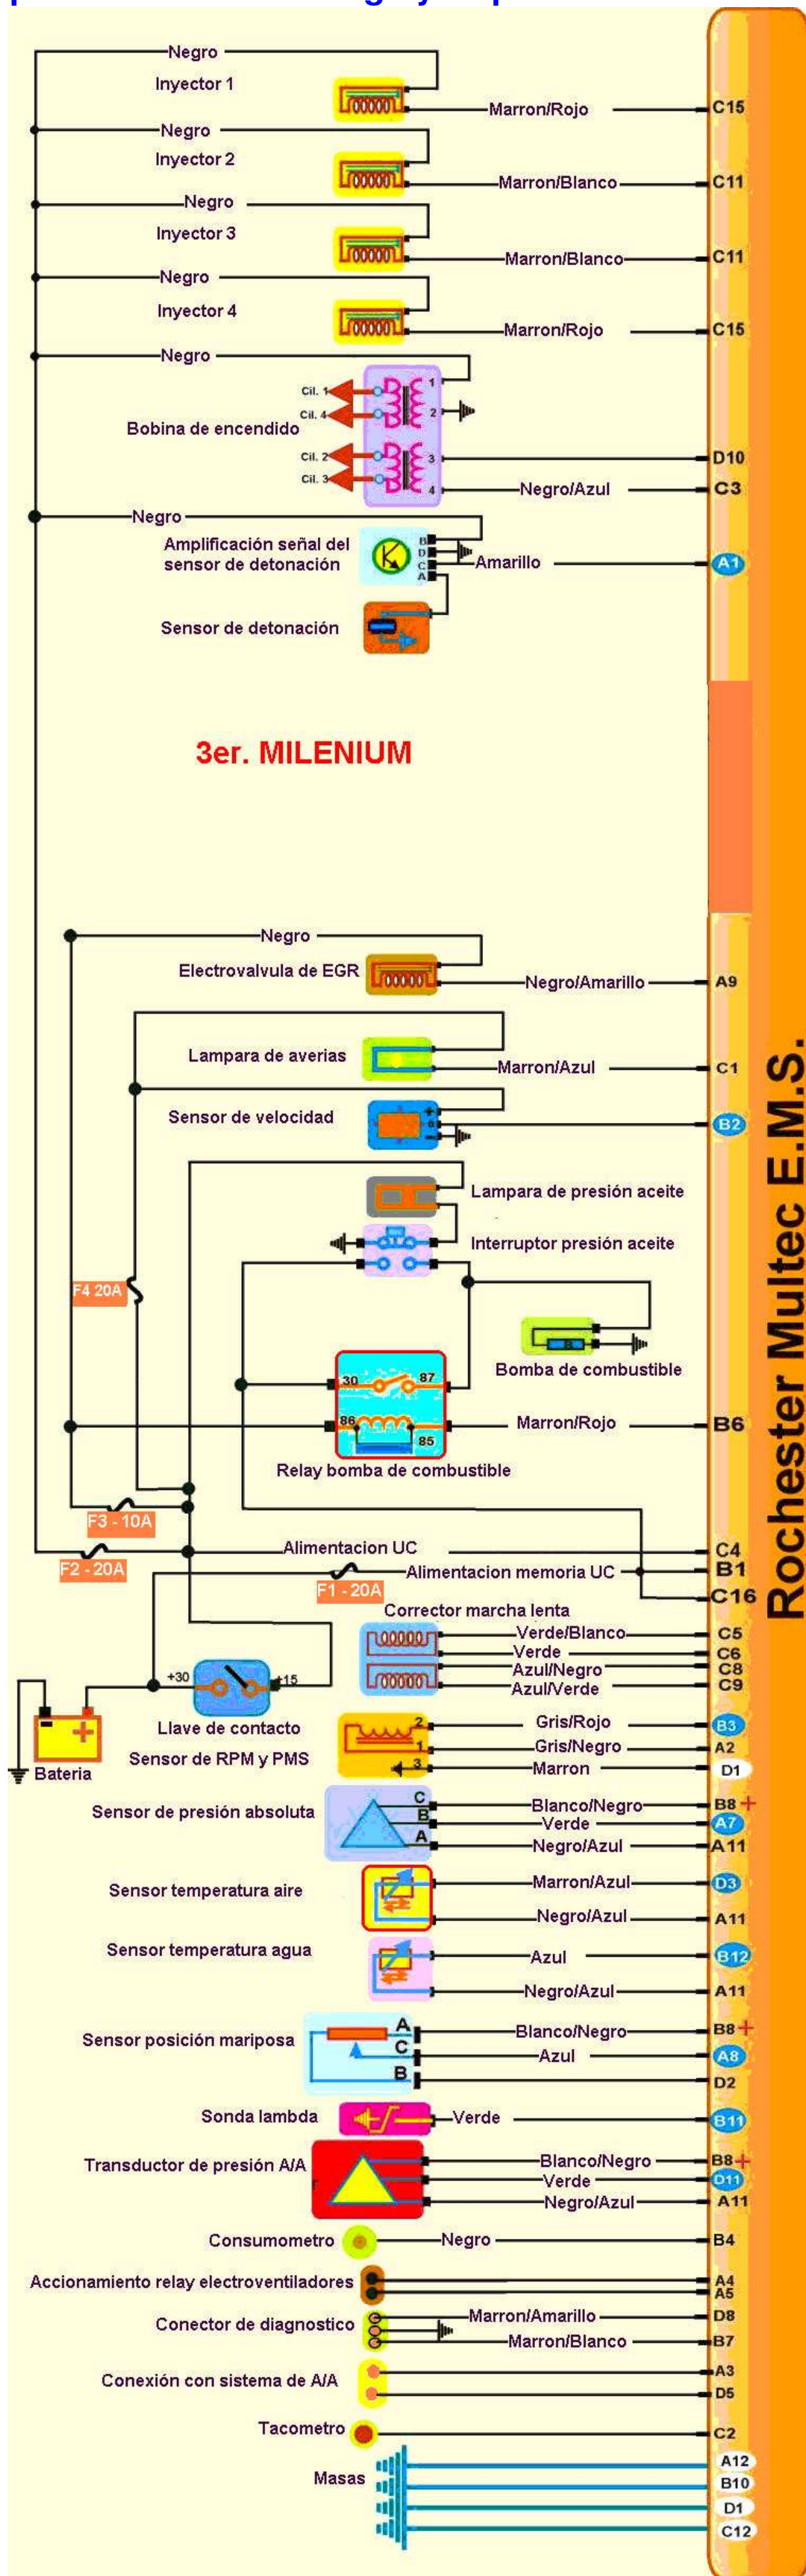 Negro
Inyector 1
Marron/Rojo
C15
Negro
Inyector 2
Marron/Blanco
C11
Negro
Inyector 3
Marron/Blanco
C11
Negro
Inyector 4
Marron/Rojo
C15
Negro
Cil. 1
1
Cil. 4
2
Bobina de encendido
Cil. 2
3
D10
Cil. 3
4
Negro/Azul
C3
Negro
Amplificación señal del
sensor de detonación
B
D
C
A
Amarillo
A1
Sensor de detonación
3er. MILENIUM
Negro
Electrovalvula de EGR
Negro/Amarillo
A9
Lampara de averias
Marron/Azul
C1
Sensor de velocidad
+
-
B2
Lampara de presión aceite
Interruptor presión aceite
F4 20A
Bomba de combustible
30
87
86
85
Marron/Rojo
B6
Relay bomba de combustible
F3 - 10A
Alimentacion UC
C4
F2 - 20A
F1 - 20A
Alimentacion memoria UC
B1
C16
Corrector marcha lenta
Verde/Blanco
C5
Verde
C6
Azul/Negro
C8
Azul/Verde
C9
+30
+15
Llave de contacto
- +
Bateria
Sensor de RPM y PMS
2
Gris/Rojo
B3
1
Gris/Negro
A2
3
Marron
D1
Sensor de presión absoluta
C
Blanco/Negro
B8 +
B
Verde
A7
A
Negro/Azul
A11
Sensor temperatura aire
Marron/Azul
D3
Negro/Azul
A11
Sensor temperatura agua
Azul
B12
Negro/Azul
A11
Sensor posición mariposa
A
Blanco/Negro
B8 +
C
Azul
A8
B
D2
Sonda lambda
Verde
B11
Transductor de presión A/A
Blanco/Negro
B8 +
Verde
D11
Negro/Azul
A11
Consumometro
Negro
B4
Accionamiento relay electroventiladores
A4
A5
Conector de diagnostico
Marron/Amarillo
D8
Marron/Blanco
B7
Conexión con sistema de A/A
A3
D5
Tacometro
C2
Masas
A12
B10
D1
C12
Rochester Multec E.M.S.